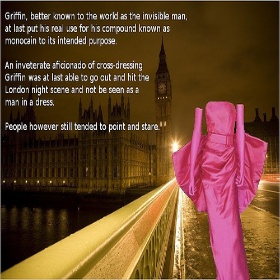 Griffin, better known to the world as the invisible man,
at last put his real use for his compound known as
monocain to its intended purpose.
An inveterate aficionado of cross-dressing
Griffin was at last able to go out and hit the
London night scene and not be seen as a
man in a dress.
People however still tended to point and stare."